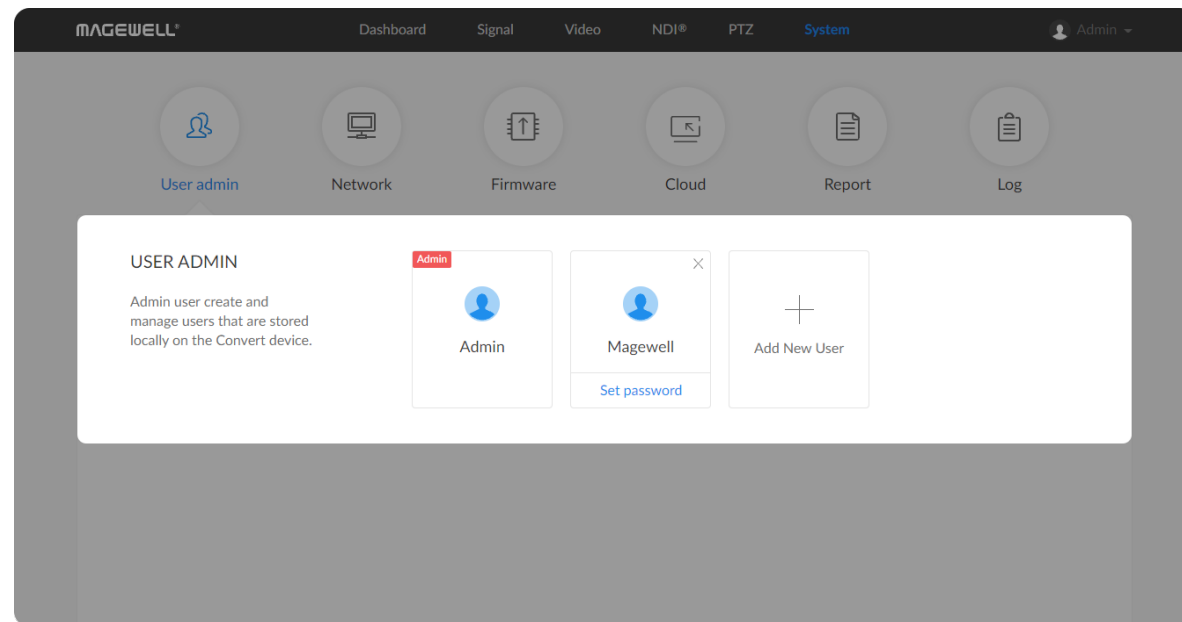 MAGEWELL®
Dashboard
Signal
Video
NDI®
PTZ
System
Admin
User admin
Network
Firmware
Cloud
Report
Log
USER ADMIN
Admin user create and
manage users that are stored
locally on the Convert device.
Admin
Admin
Magewell
Set password
Add New User